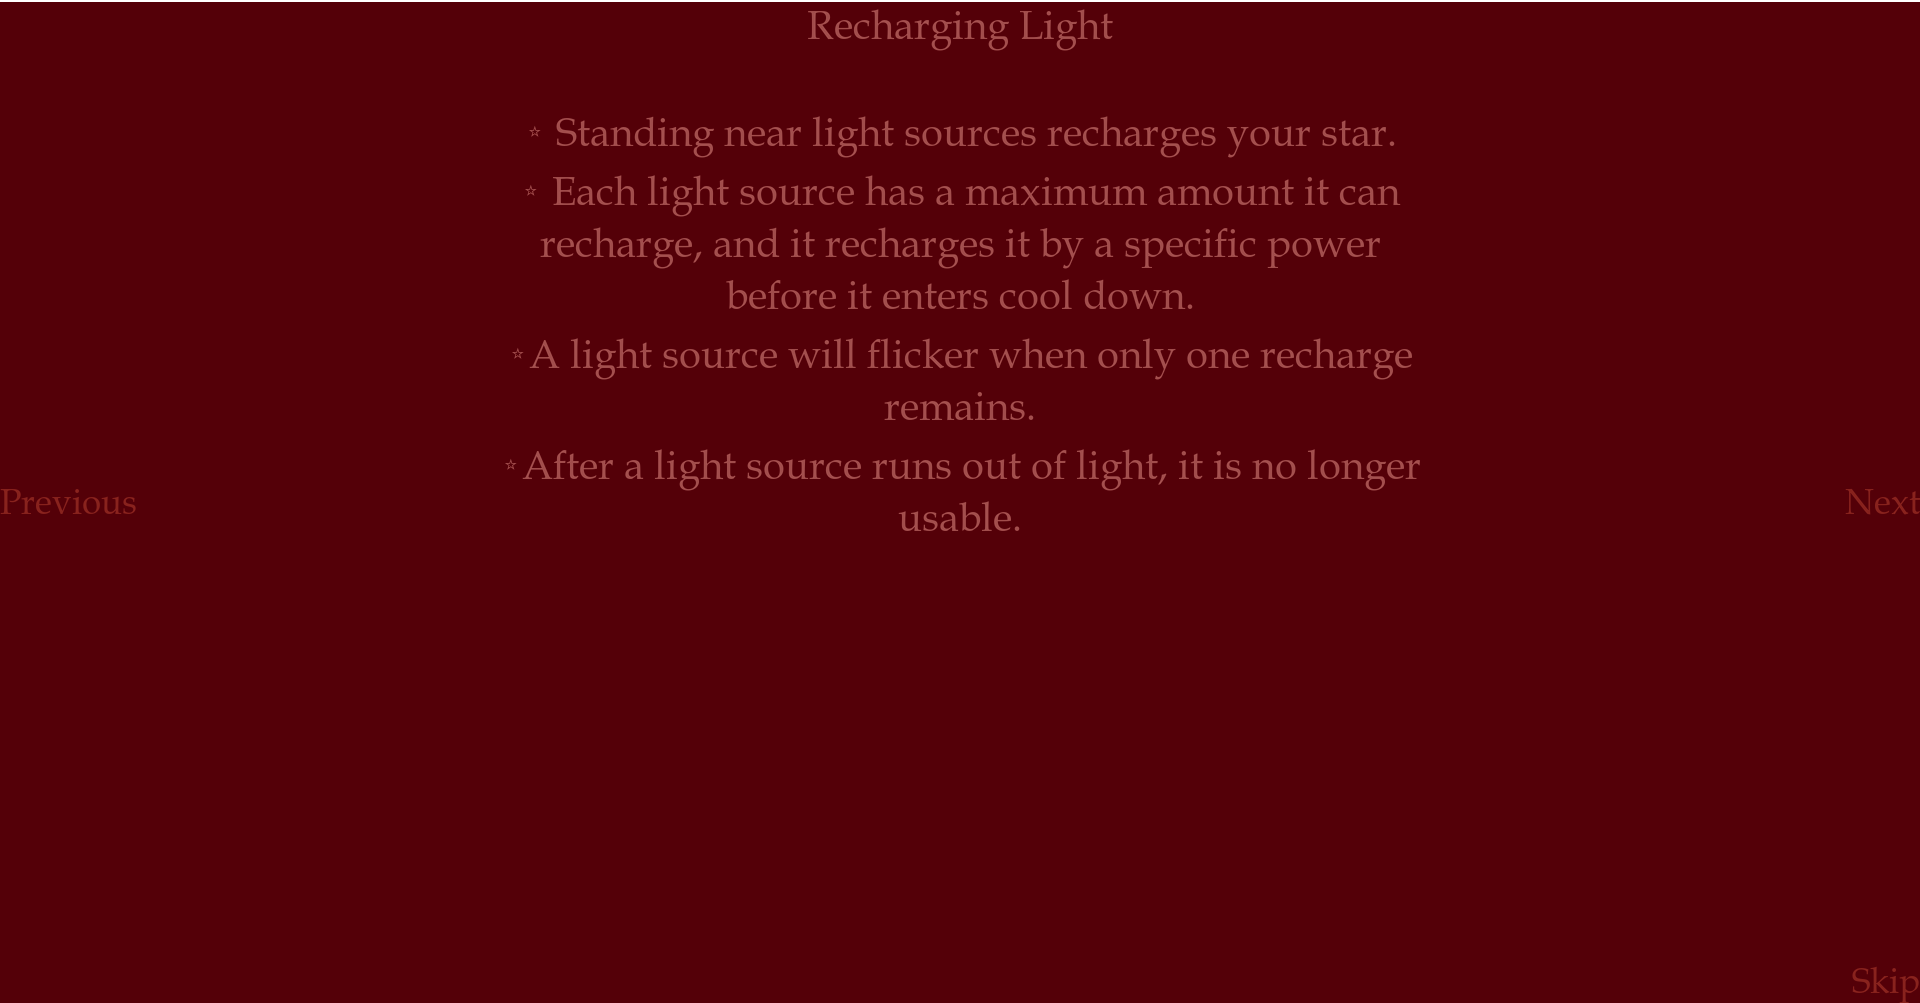 Recharging Light
☆ Standing near light sources recharges your star.
☆ Each light source has a maximum amount it can
recharge, and it recharges it by a specific power
before it enters cool down.
☆A light source will flicker when only one recharge
remains.
☆After a light source runs out of light, it is no longer
usable.
Previous
Next
Skip